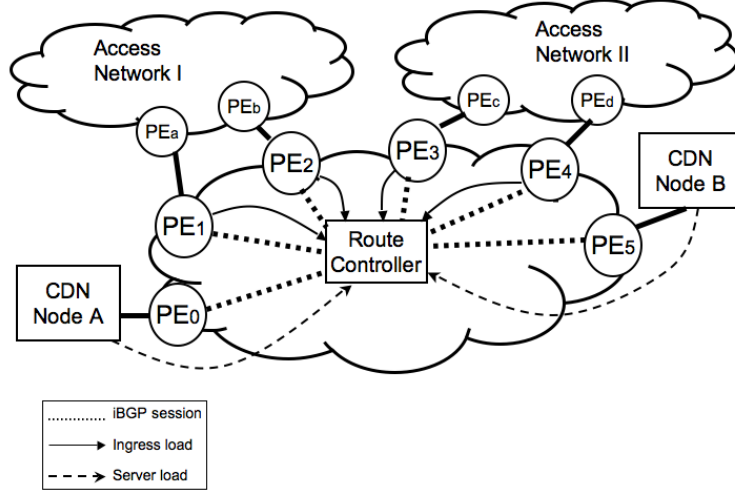 Access
Network I
Access
Network II
PEa
PEb
PEc
PEd
PE1
PE2
PE3
PE4
CDN
Node B
Route
Controller
PE5
CDN
Node A
PE0
iBGP session
Ingress load
Server load